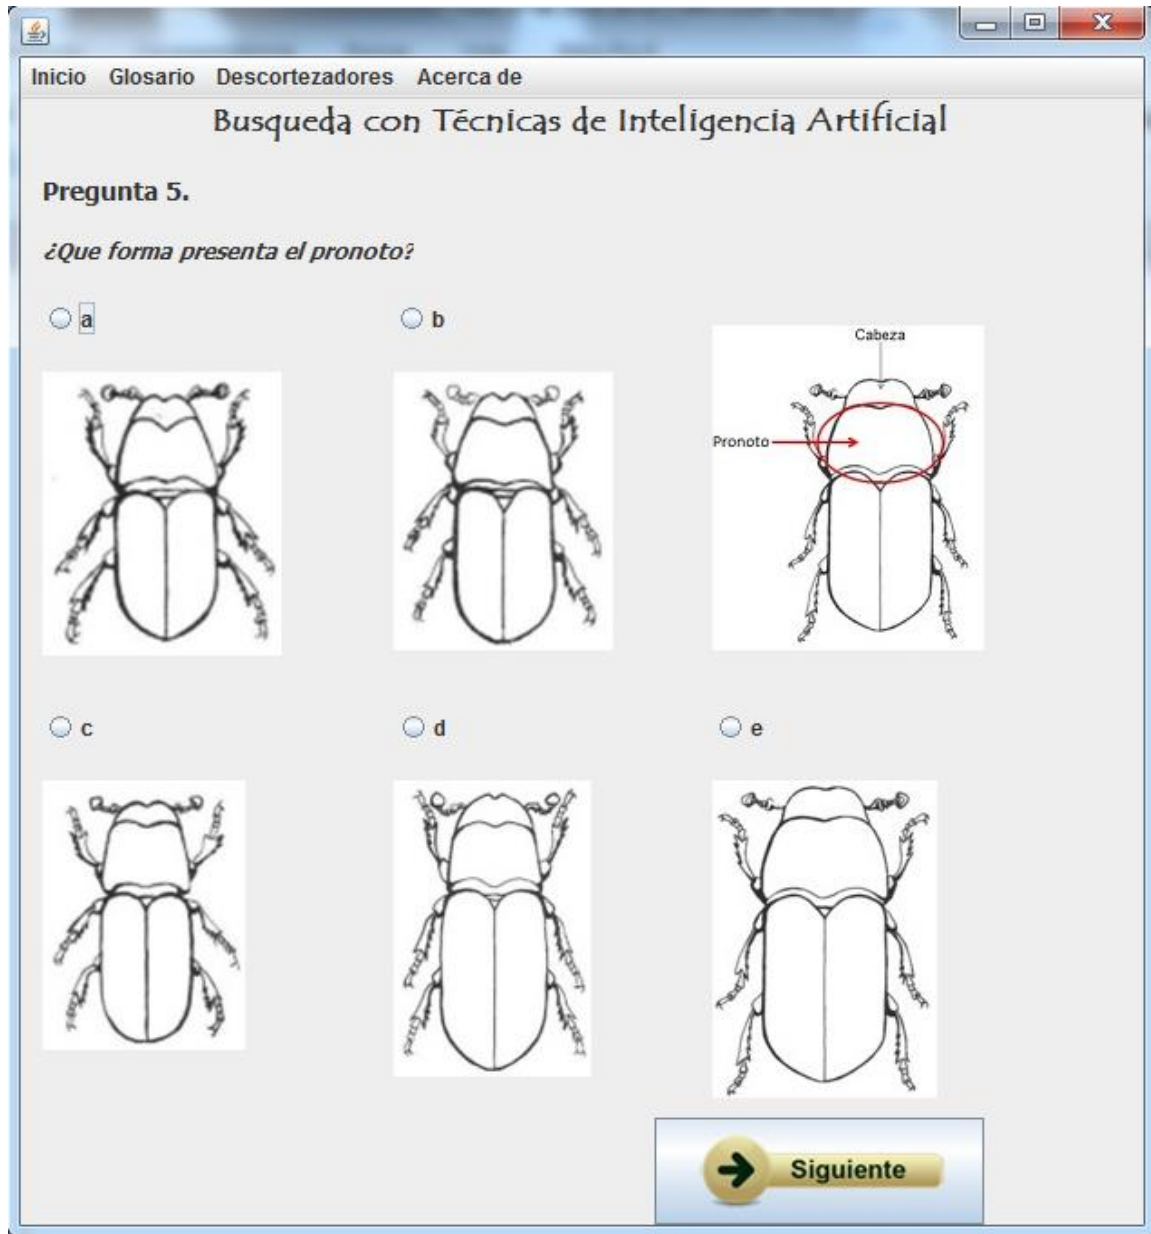 Inicio Glosario Descortezadores Acerca de
Busqueda con Técnicas de Inteligencia Artificial
Pregunta 5.
¿Que forma presenta el pronoto?
a
b
Cabeza
Pronoto
c
d
e
Siguiente